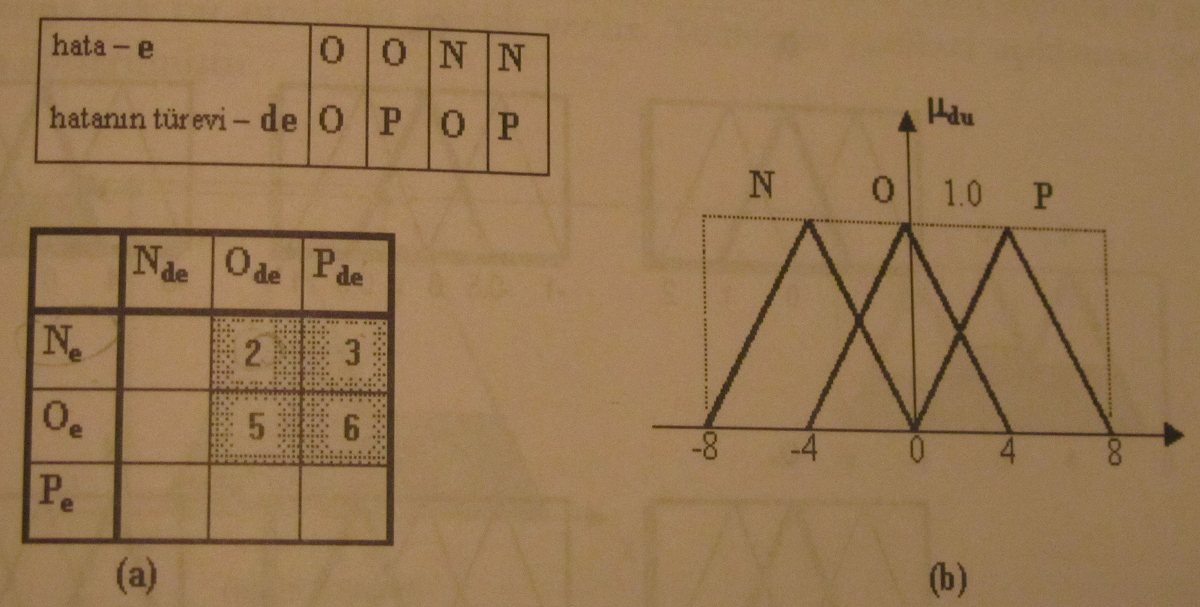 hata – e O O N N
hatanın türevi – de O P O P
N_de O_de P_de
N_e 2 3
O_e 5 6
P_e
(a)
μ_du
N O 1.0 P
-8 -4 0 4 8
(b)